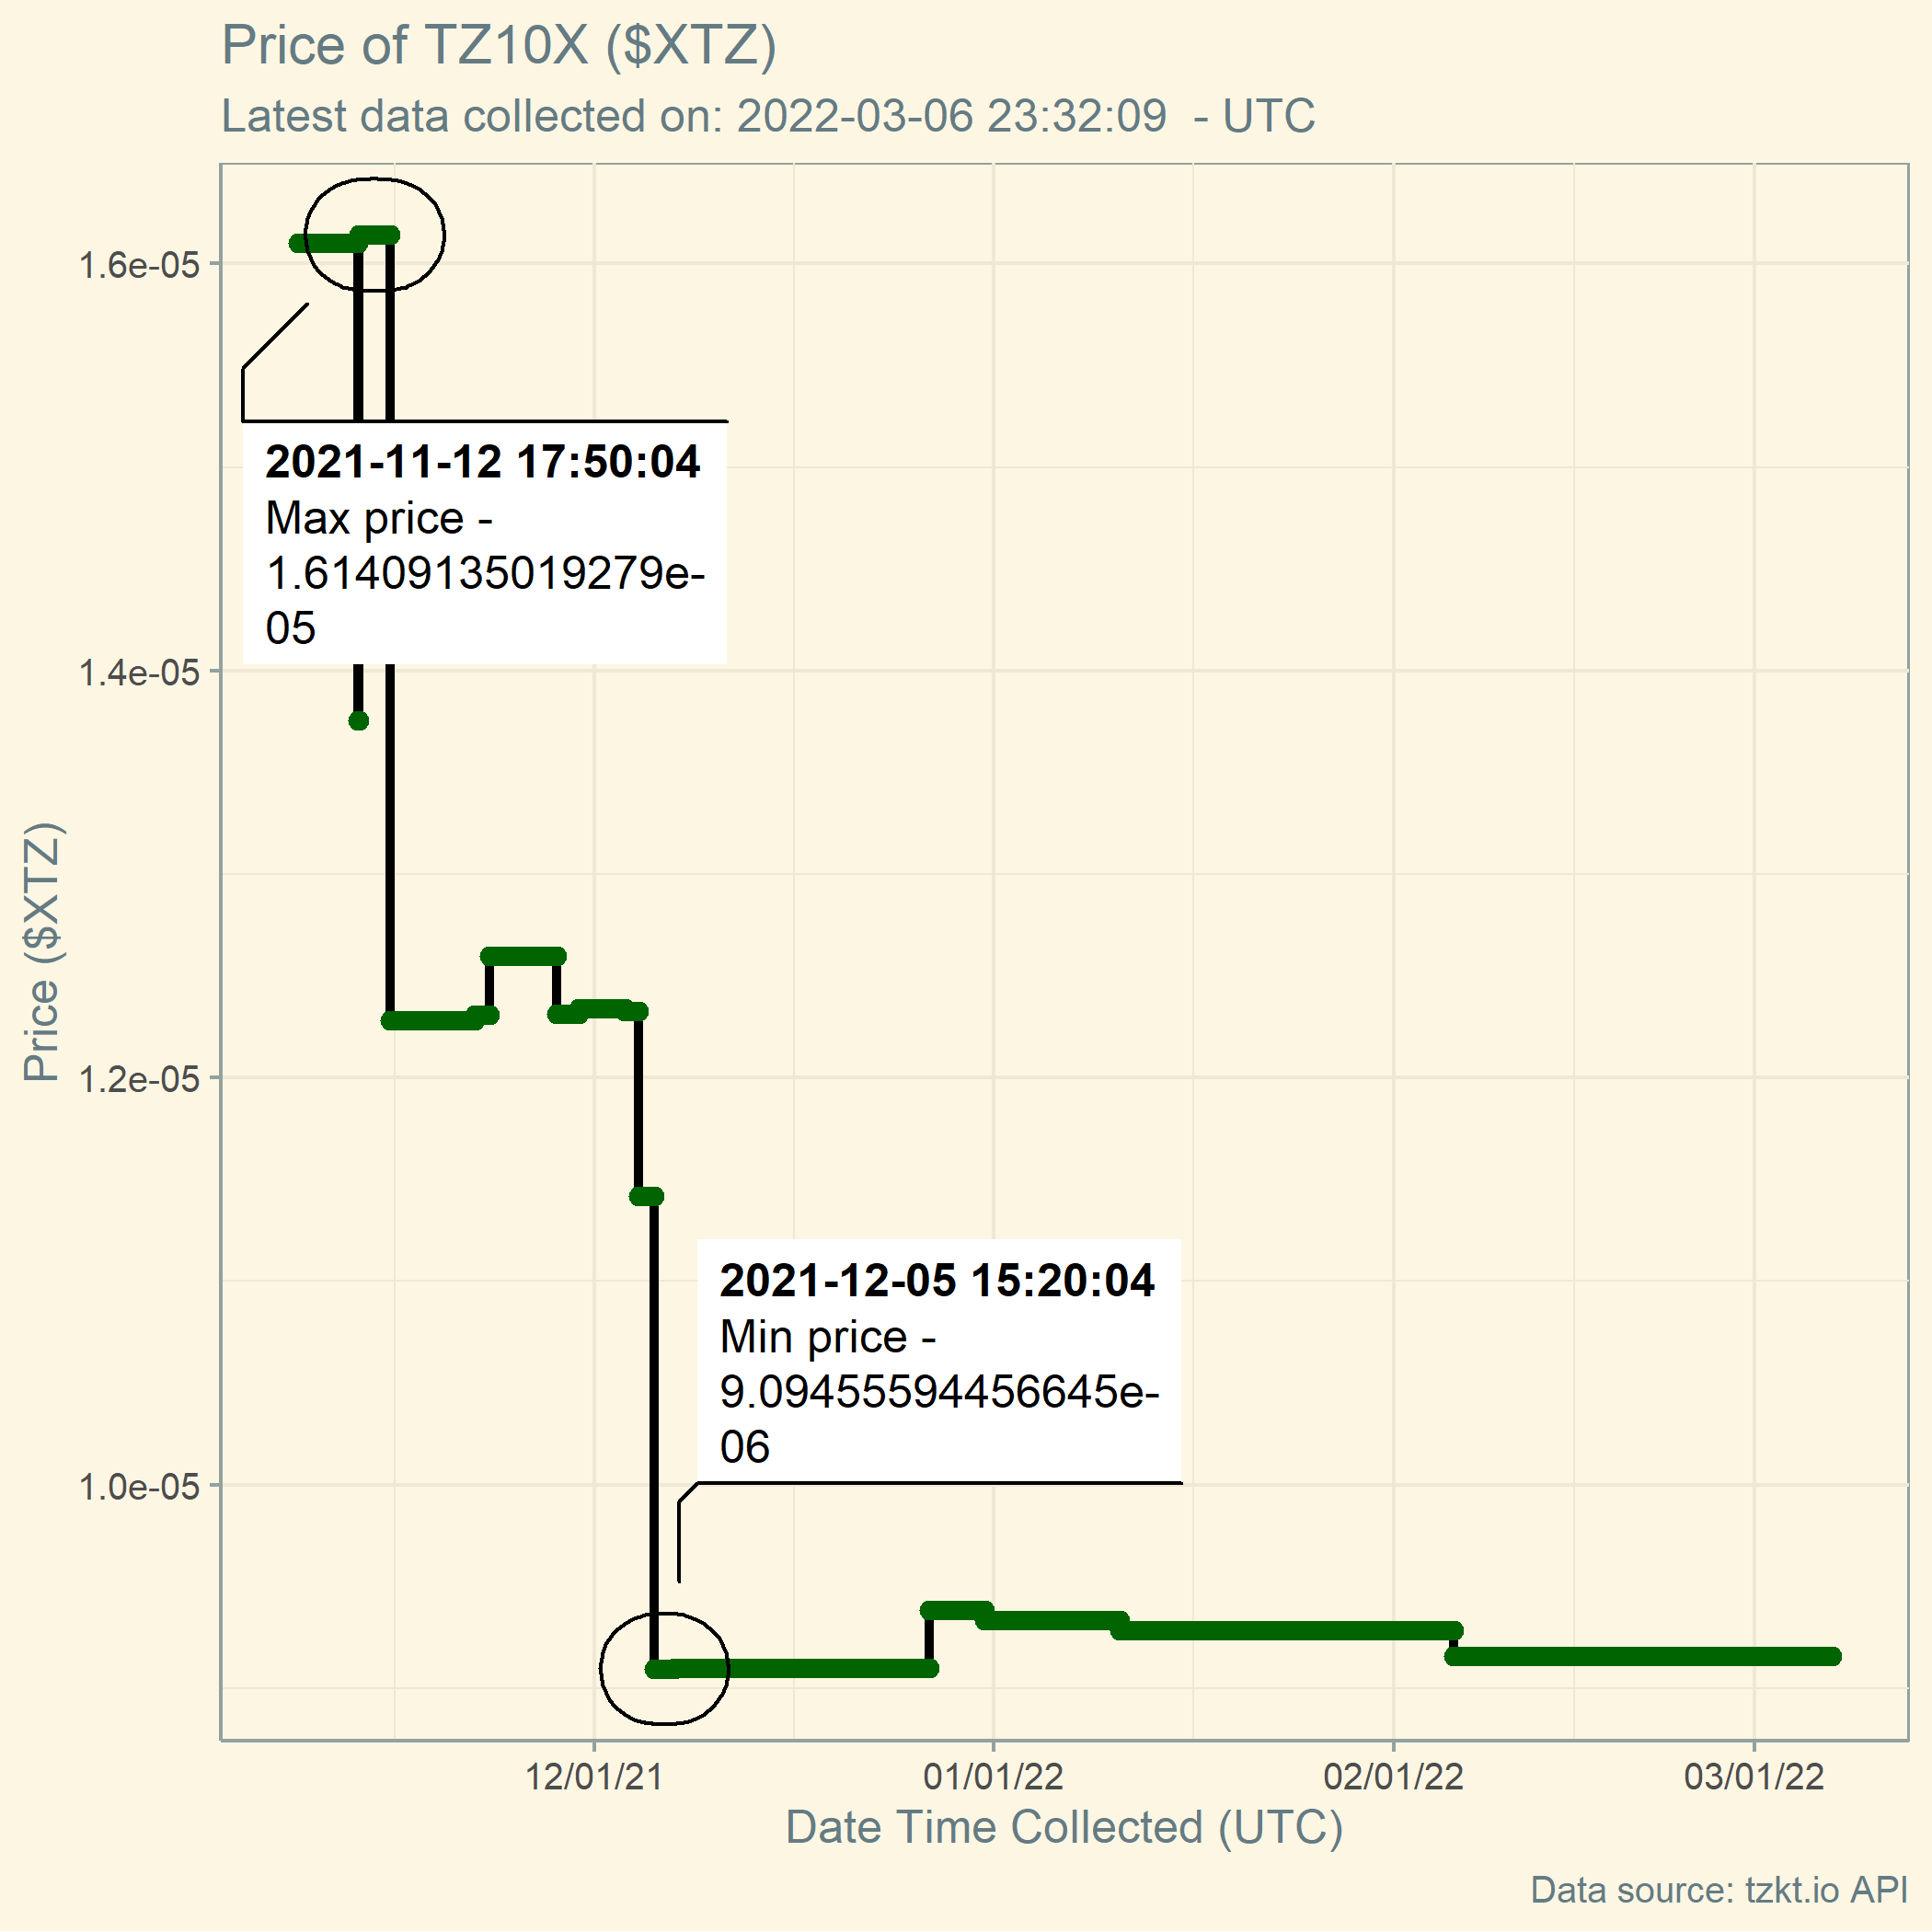 Price of TZ10X ($XTZ)
Latest data collected on: 2022-03-06 23:32:09  - UTC
1.6e-05
2021-11-12 17:50:04
Max price -
1.61409135019279e-
05
1.4e-05
Price ($XTZ)
1.2e-05
2021-12-05 15:20:04
Min price -
9.09455594456645e-
06
1.0e-05
12/01/21
01/01/22
02/01/22
03/01/22
Date Time Collected (UTC)
Data source: tzkt.io API